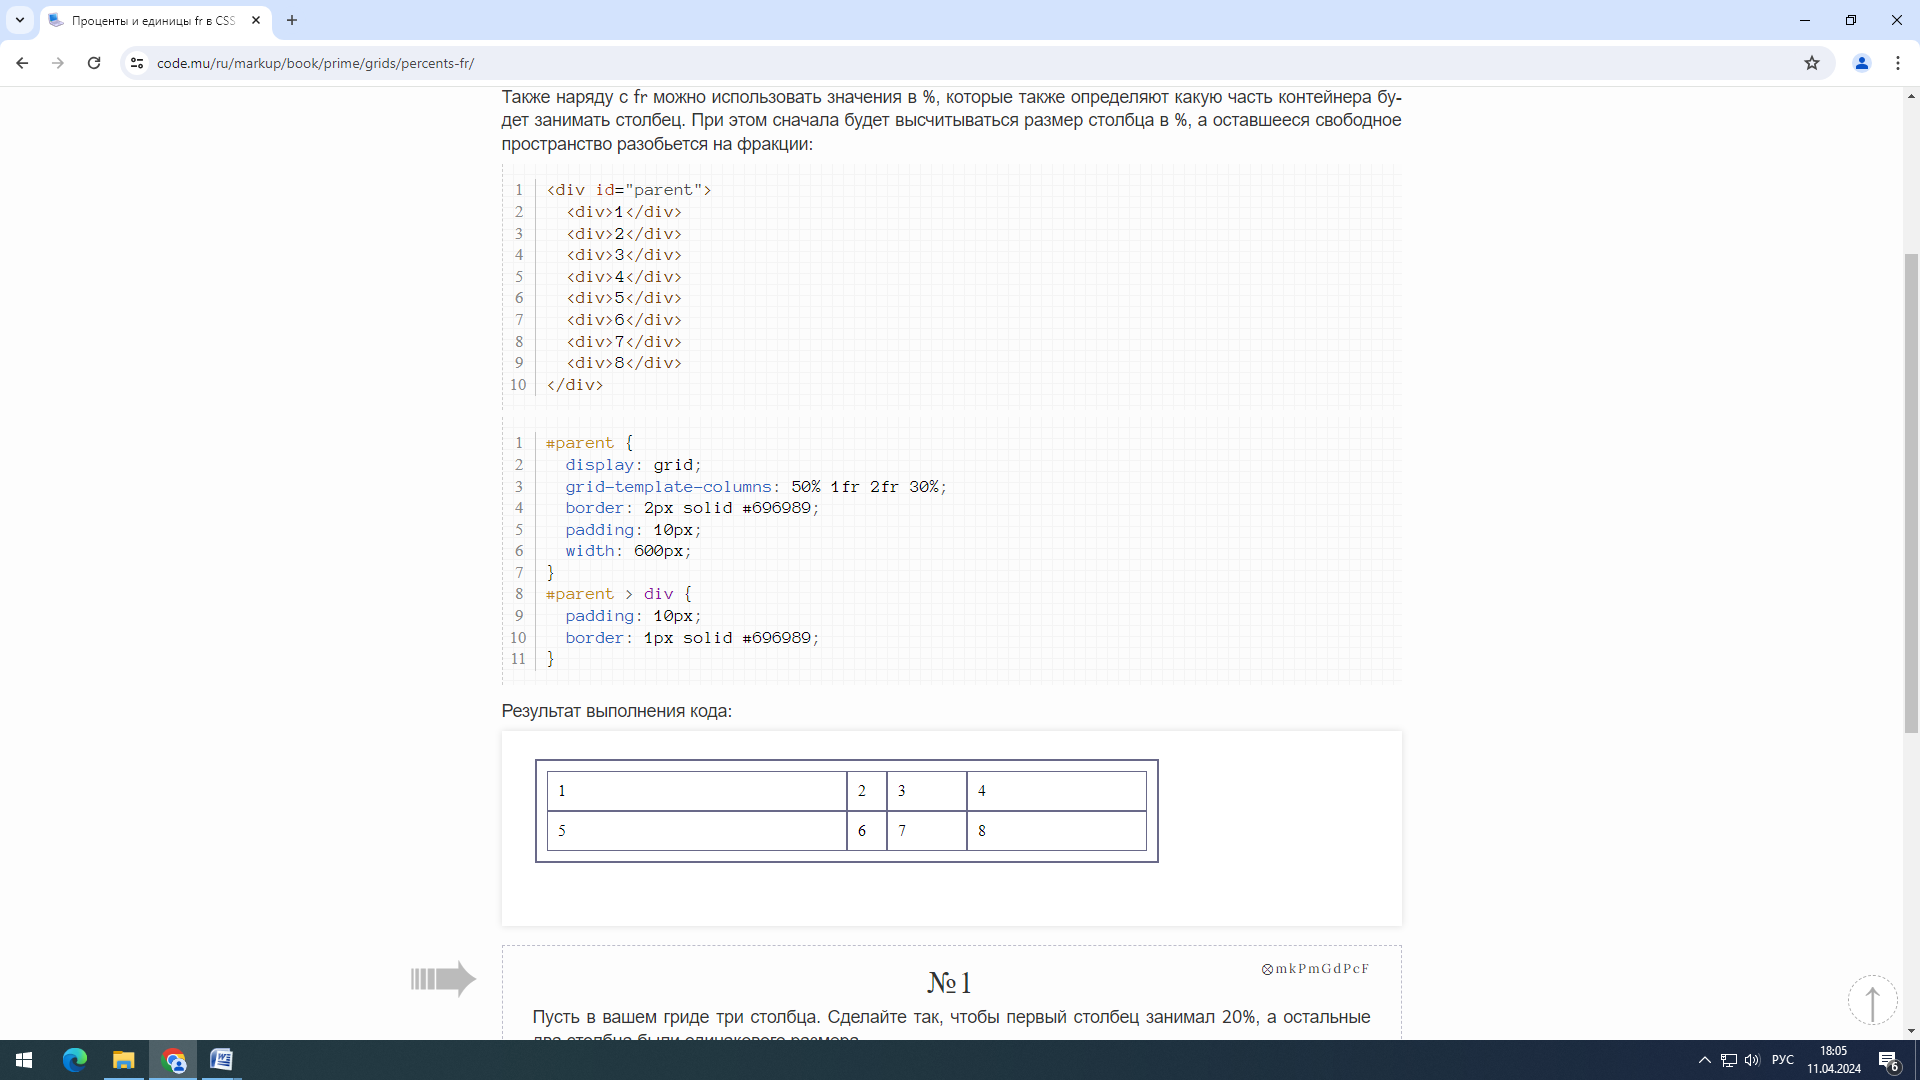 Проценты и единицы fr в CSS
code.mu/ru/markup/book/prime/grids/percents-fr/
Также наряду с fr можно использовать значения в %, которые также определяют какую часть контейнера бу-
дет занимать столбец. При этом сначала будет высчитываться размер столбца в %, а оставшееся свободное
пространство разобьется на фракции:
1 <div id="parent">
2 <div>1</div>
3 <div>2</div>
4 <div>3</div>
5 <div>4</div>
6 <div>5</div>
7 <div>6</div>
8 <div>7</div>
9 <div>8</div>
10 </div>
1 #parent {
2 display: grid;
3 grid-template-columns: 50% 1fr 2fr 30%;
4 border: 2px solid #696989;
5 padding: 10px;
6 width: 600px;
7 }
8 #parent > div {
9 padding: 10px;
10 border: 1px solid #696989;
11 }
Результат выполнения кода:
1 2 3 4
5 6 7 8
⊗mkPmGdPcF
№1
Пусть в вашем гриде три столбца. Сделайте так, чтобы первый столбец занимал 20%, а остальные
два столбца были одинакового размера.
РУС
18:05
11.04.2024
6